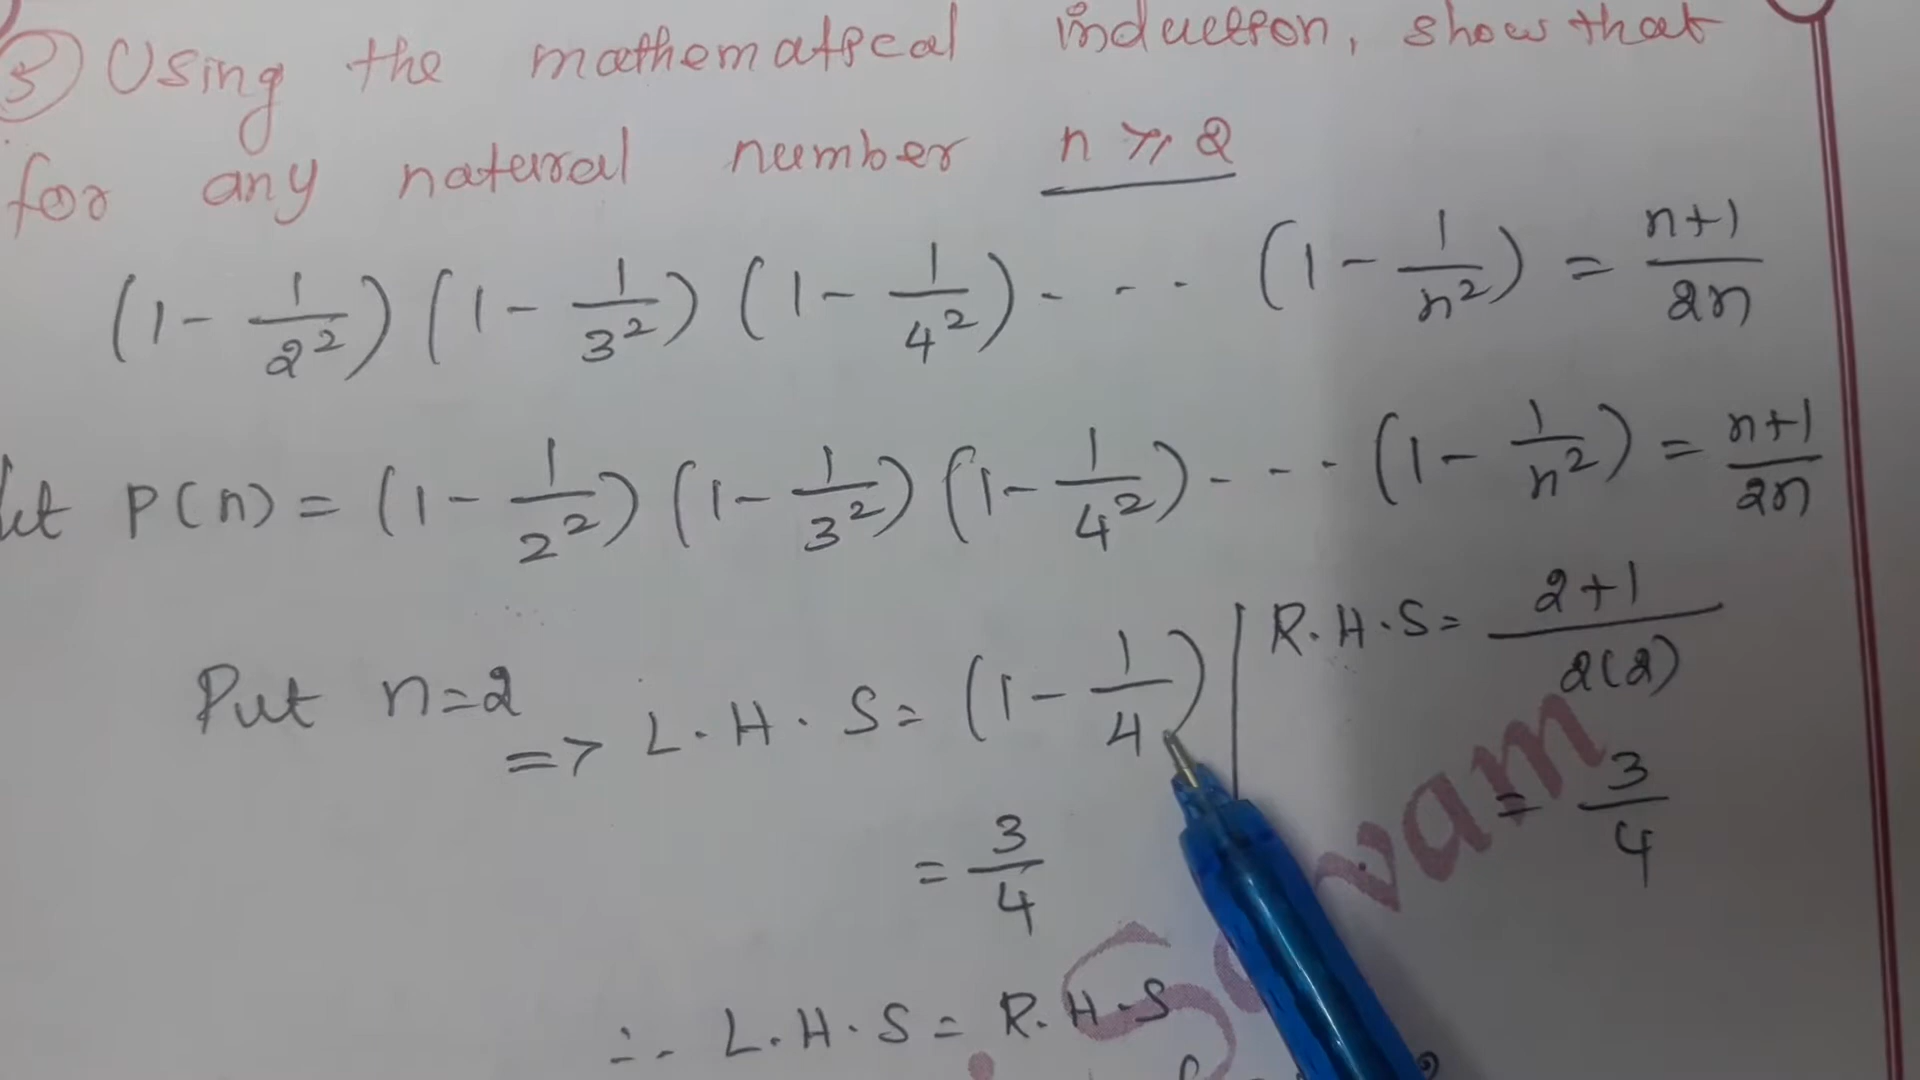 3 Using the mathematical induction, show that
for any natural number n ≥ 2
(1 - 1/2²) (1 - 1/3²) (1 - 1/4²) - - - (1 - 1/n²) = n+1/2n
let P(n) = (1 - 1/2²) (1 - 1/3²) (1 - 1/4²) - - - (1 - 1/n²) = n+1/2n
Put n=2
=> L.H.S = (1 - 1/4) | R.H.S = 2+1/2(2)
= 3/4 = 3/4
∴ L.H.S = R.H.S